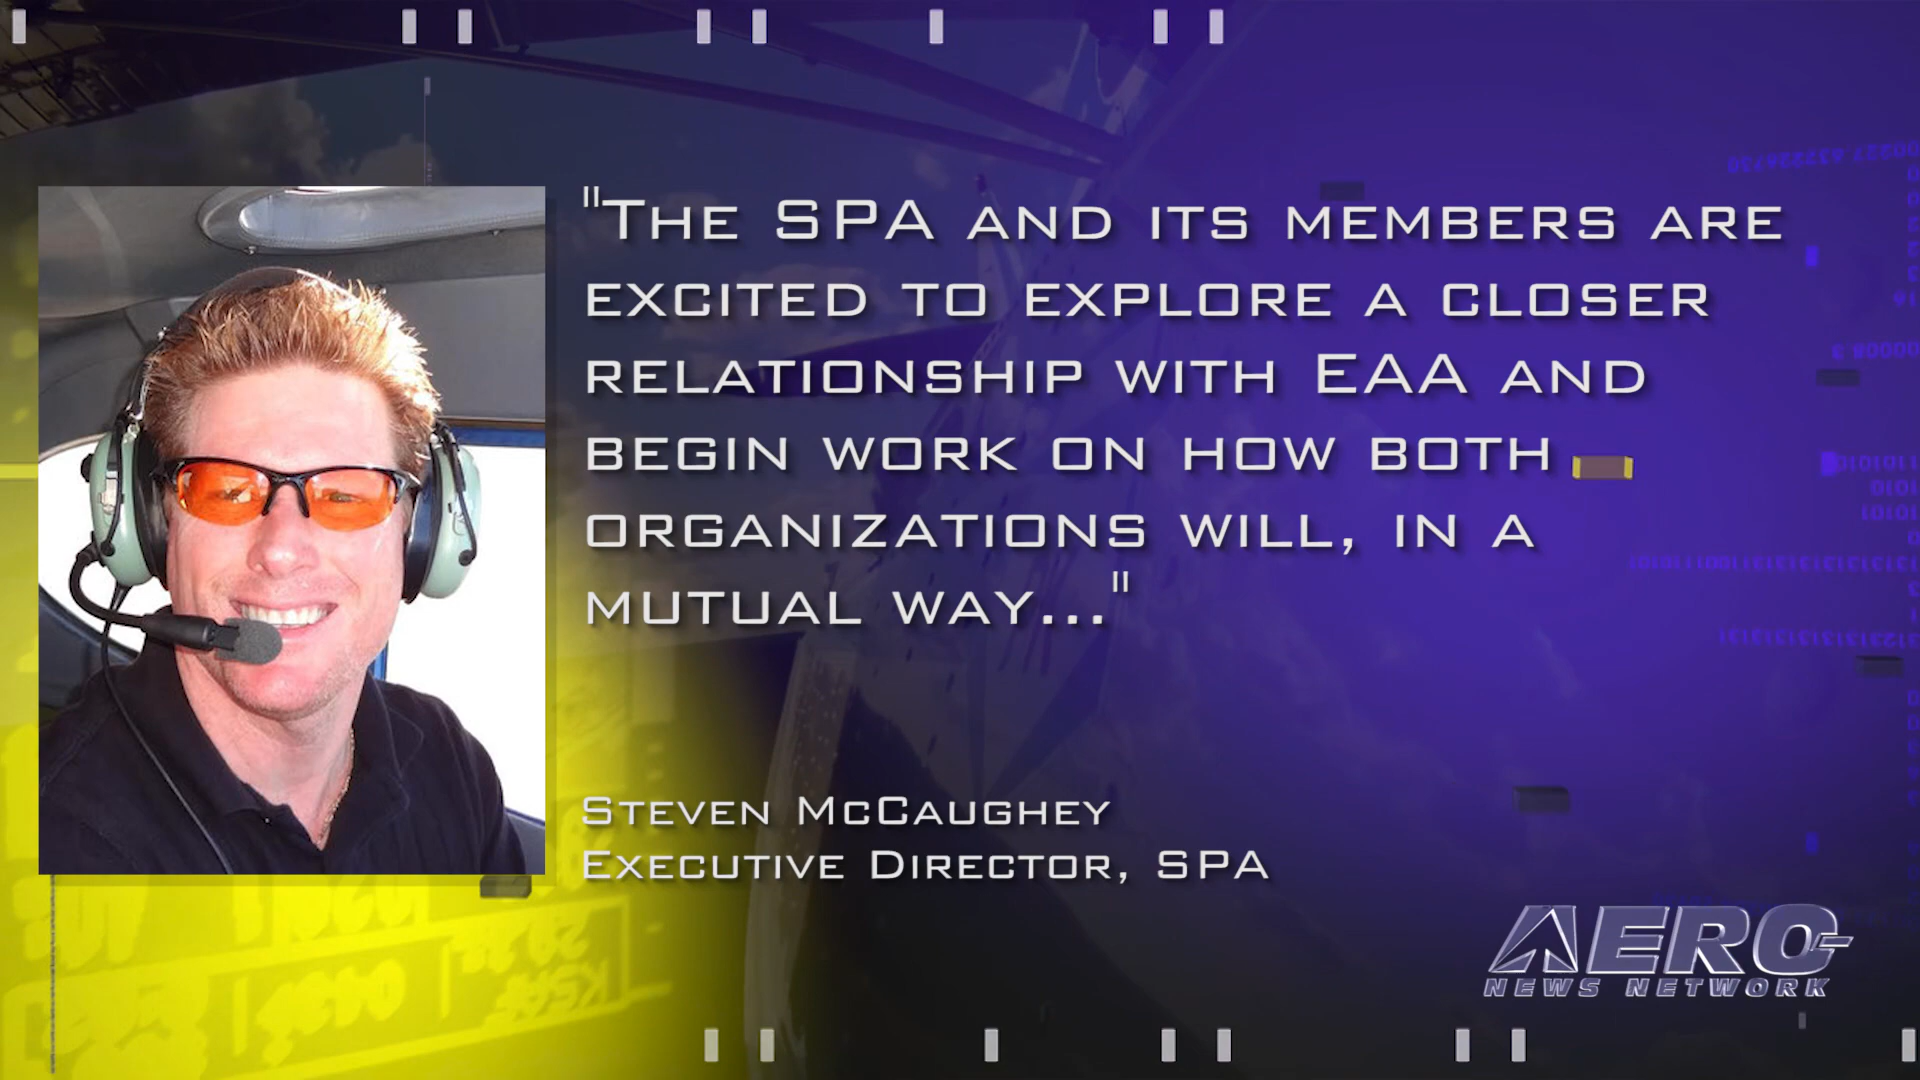 "The SPA and its members are
excited to explore a closer
relationship with EAA and
begin work on how both
organizations will, in a
mutual way..."
Steven McCaughey
Executive Director, SPA
AERO
NEWS NETWORK